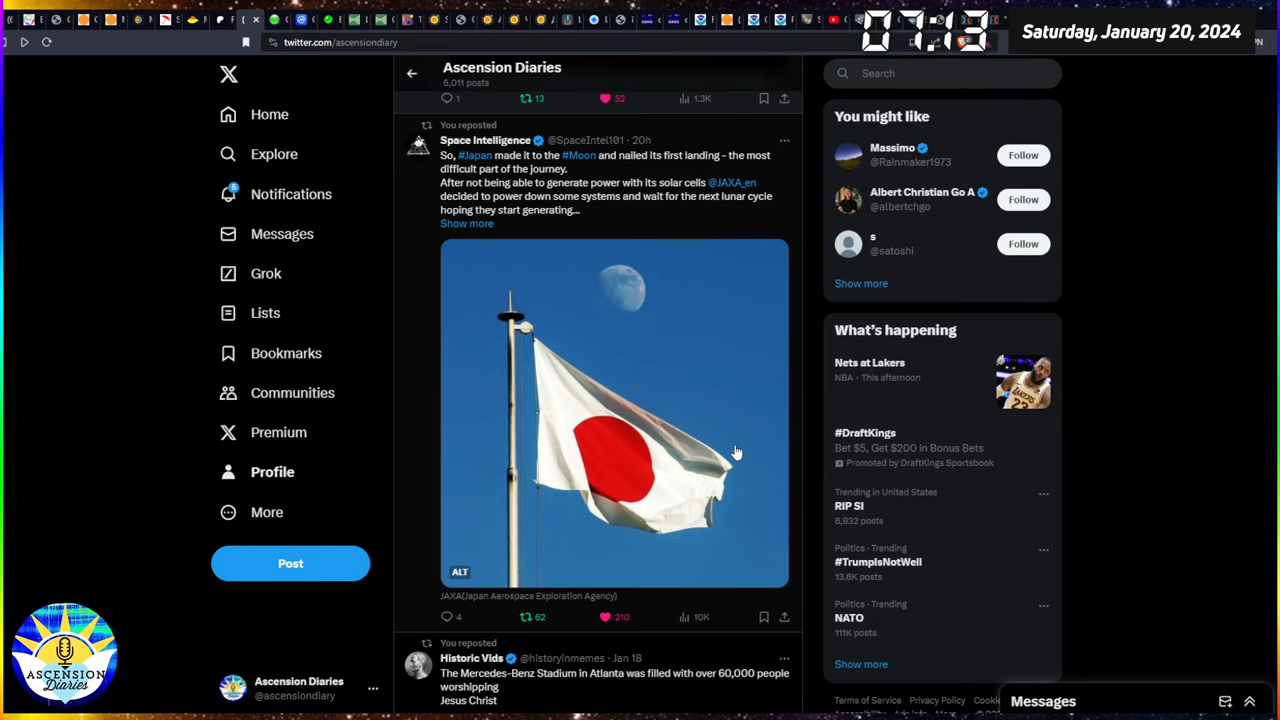 07:13
Saturday, January 20, 2024
twitter.com/ascensiondiary
Ascension Diaries
6,011 posts
1
13
52
1.3K
Home
Explore
5
Notifications
Messages
Grok
Lists
Bookmarks
Communities
Premium
Profile
More
Post
You reposted
Space Intelligence @SpaceIntel101 · 20h
So, #Japan made it to the #Moon and nailed its first landing - the most
difficult part of the journey.
After not being able to generate power with its solar cells @JAXA_en
decided to power down some systems and wait for the next lunar cycle
hoping they start generating...
Show more
ALT
JAXA(Japan Aerospace Exploration Agency)
4
62
210
10K
You reposted
Historic Vids @historyinmemes · Jan 18
The Mercedes-Benz Stadium in Atlanta was filled with over 60,000 people
worshipping
Jesus Christ
Search
You might like
Massimo
@Rainmaker1973
Follow
Albert Christian Go A
@albertchgo
Follow
s
@satoshi
Follow
Show more
What's happening
Nets at Lakers
NBA · This afternoon
#DraftKings
Bet $5, Get $200 in Bonus Bets
Promoted by DraftKings Sportsbook
Trending in United States
RIP SI
6,932 posts
Politics · Trending
#TrumpIsNotWell
13.6K posts
Politics · Trending
NATO
111K posts
Show more
Terms of Service Privacy Policy
Messages
ASCENSION
Diaries
Ascension Diaries
@ascensiondiary